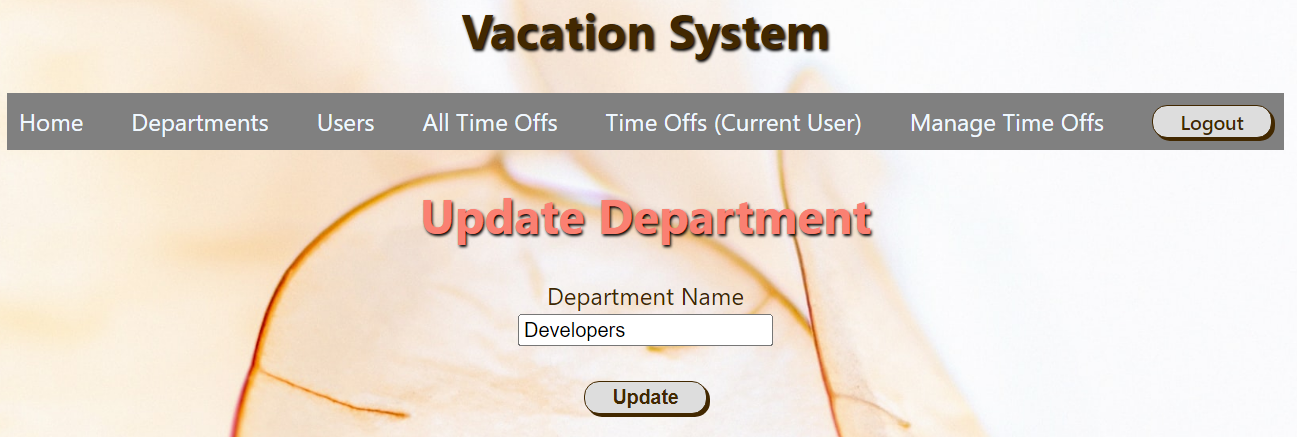 Vacation System
Home Departments Users All Time Offs Time Offs (Current User) Manage Time Offs Logout
Update Department
Department Name
Developers
Update